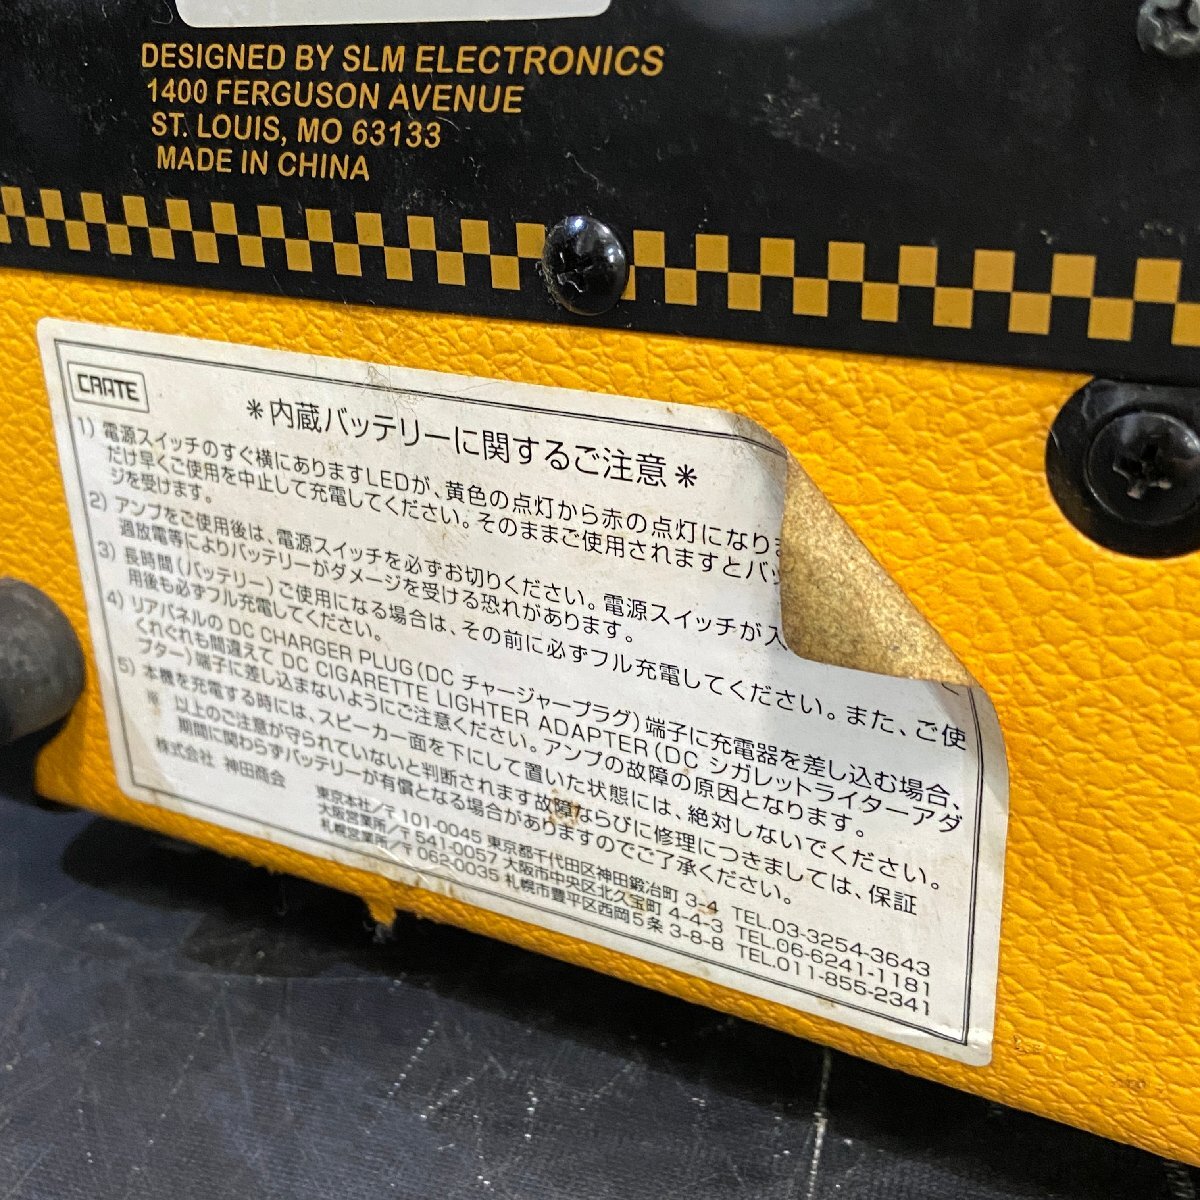 DESIGNED BY SLM ELECTRONICS
1400 FERGUSON AVENUE
ST. LOUIS, MO 63133
MADE IN CHINA
CRATE
＊内蔵バッテリーに関するご注意＊
1) 電源スイッチのすぐ横にありますLEDが、黄色の点灯から赤の点灯になりま
だけ早くご使用を中止して充電してください。そのままご使用されますとバッ
ジを受けます。
2) アンプをご使用後は、電源スイッチを必ずお切りください。電源スイッチが入
過放電等によりバッテリーがダメージを受ける恐れがあります。
3) 長時間(バッテリー)ご使用になる場合は、その前に必ずフル充電してください。また、ご使
用後も必ずフル充電してください。
4) リアパネルの DC CHARGER PLUG(DC チャージャープラグ)端子に充電器を差し込む場合、
くれぐれも間違えて DC CIGARETTE LIGHTER ADAPTER(DC シガレットライターアダ
プター)端子に差し込まないようにご注意ください。アンプの故障の原因となります。
5) 本機を充電する時には、スピーカー面を下にして置いた状態には、絶対しないでください。
※ 以上のご注意が守られていないと判断されます故障ならびに修理につきましては、保証
期間に関わらずバッテリーが有償となる場合がありますのでご了承ください。
株式会社 神田商会
東京本社／〒101-0045 東京都千代田区神田鍛冶町 3-4 TEL.03-3254-3643
大阪営業所／〒541-0057 大阪市中央区北久宝町 4-4-3 TEL.06-6241-1181
札幌営業所／〒062-0035 札幌市豊平区西岡5条 3-8-8 TEL.011-855-2341